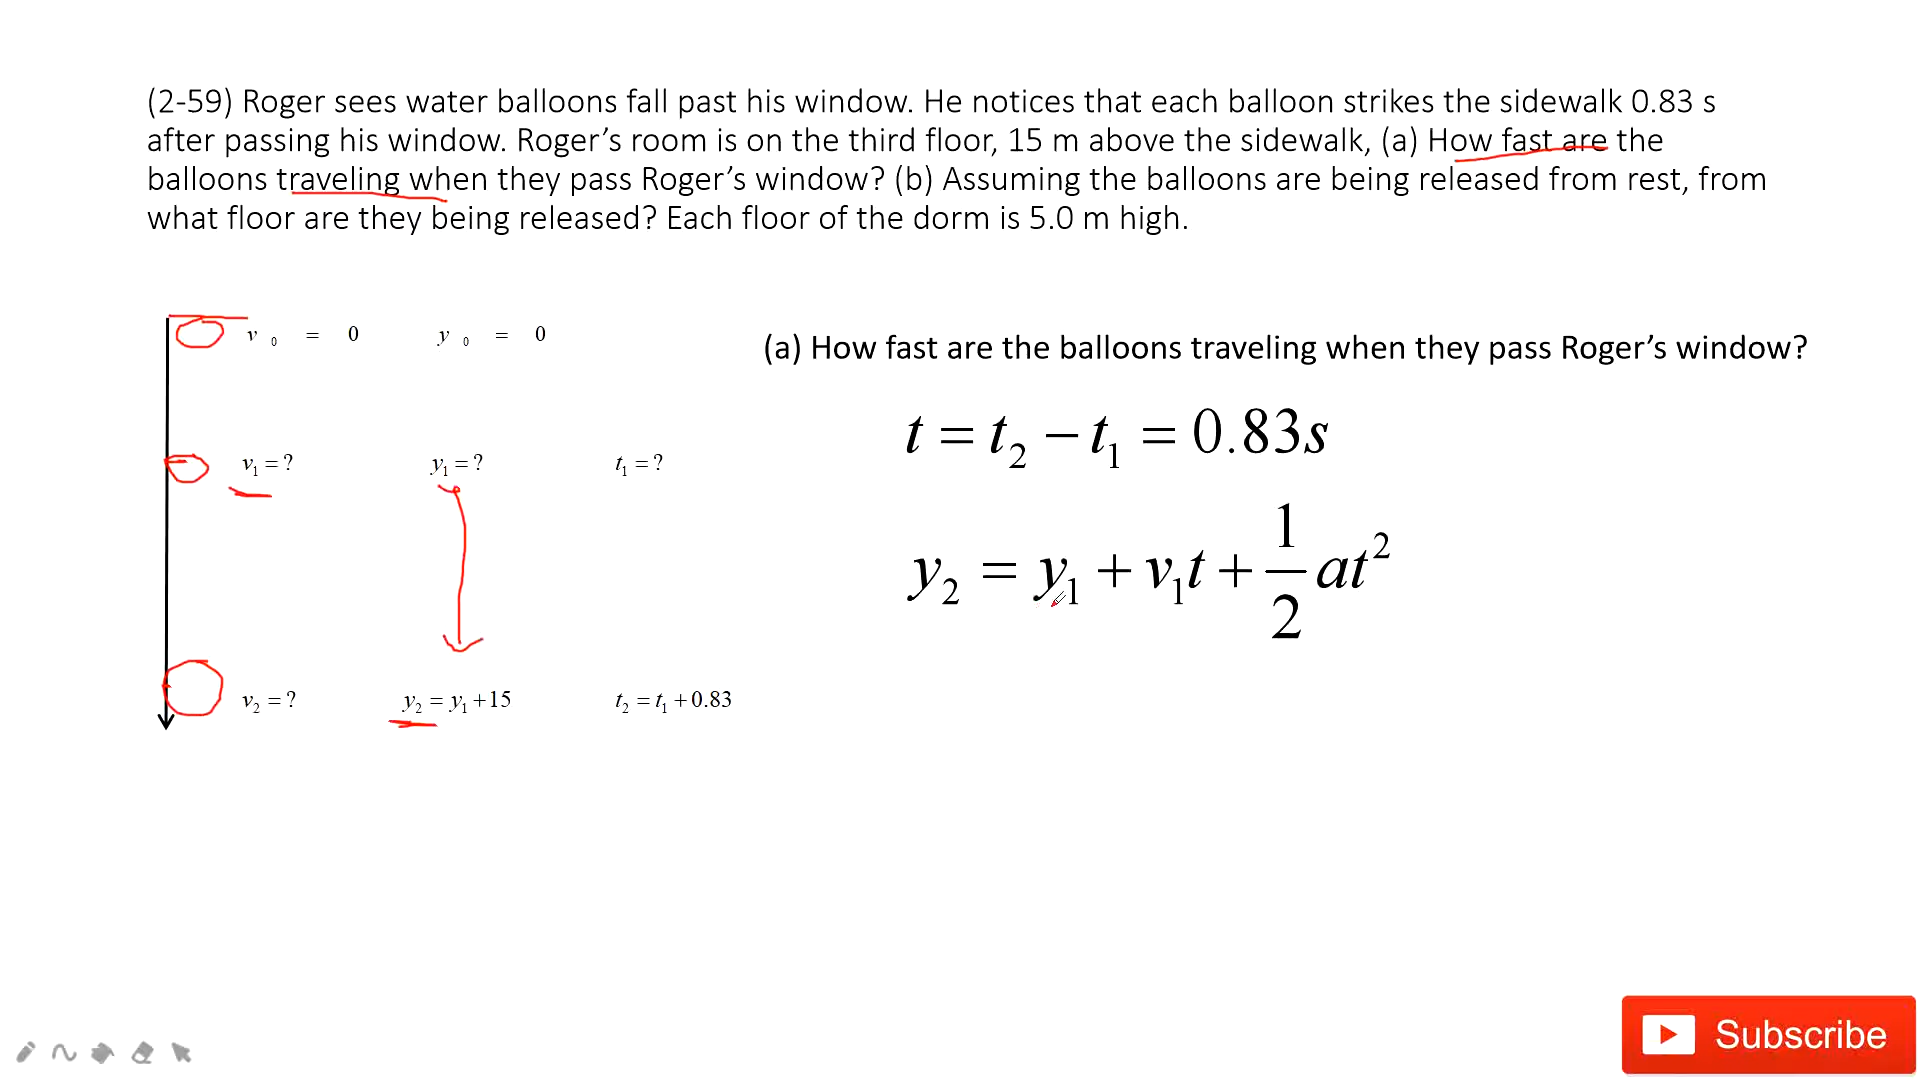 (2-59) Roger sees water balloons fall past his window. He notices that each balloon strikes the sidewalk 0.83 s
after passing his window. Roger’s room is on the third floor, 15 m above the sidewalk, (a) How fast are the
balloons traveling when they pass Roger’s window? (b) Assuming the balloons are being released from rest, from
what floor are they being released? Each floor of the dorm is 5.0 m high.
v₀ = 0 y₀ = 0
(a) How fast are the balloons traveling when they pass Roger’s window?
t = t₂ − t₁ = 0.83s
v₁ = ? y₁ = ? t₁ = ?
y₂ = y₁ + v₁t + 1/2 at²
v₂ = ? y₂ = y₁ +15 t₂ = t₁ +0.83
Subscribe